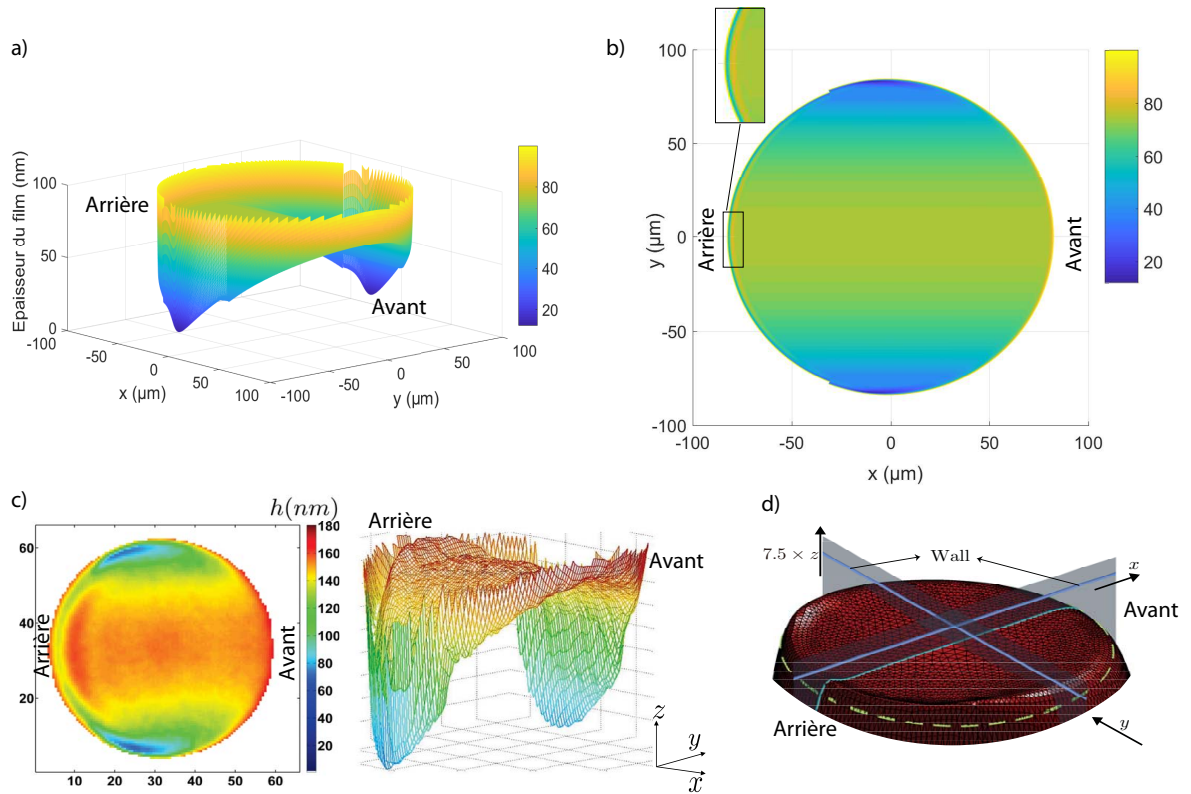 a)
Epaisseur du film (nm)
100
50
0
-100
-50
0
50
100
x (µm)
-100
-50
0
50
100
y (µm)
Arrière
Avant
80
60
40
20
b)
100
50
0
-50
-100
y (µm)
-100
-50
0
50
100
x (µm)
Arrière
Avant
80
60
40
20
c)
h(nm)
60
40
20
10 20 30 40 50 60
Arrière
Avant
180
160
140
120
100
80
60
40
20
Arrière
Avant
z
y
x
d)
7.5 × z
Wall
x
Avant
Arrière
y